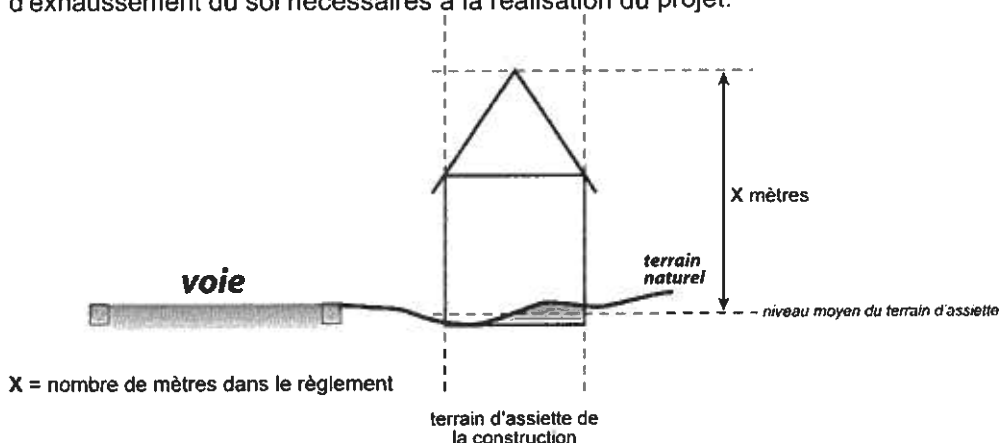 d'exhaussement du sol nécessaires à la réalisation du projet.
X mètres
terrain
naturel
voie
niveau moyen du terrain d'assiette
X = nombre de mètres dans le règlement
terrain d'assiette de
la construction